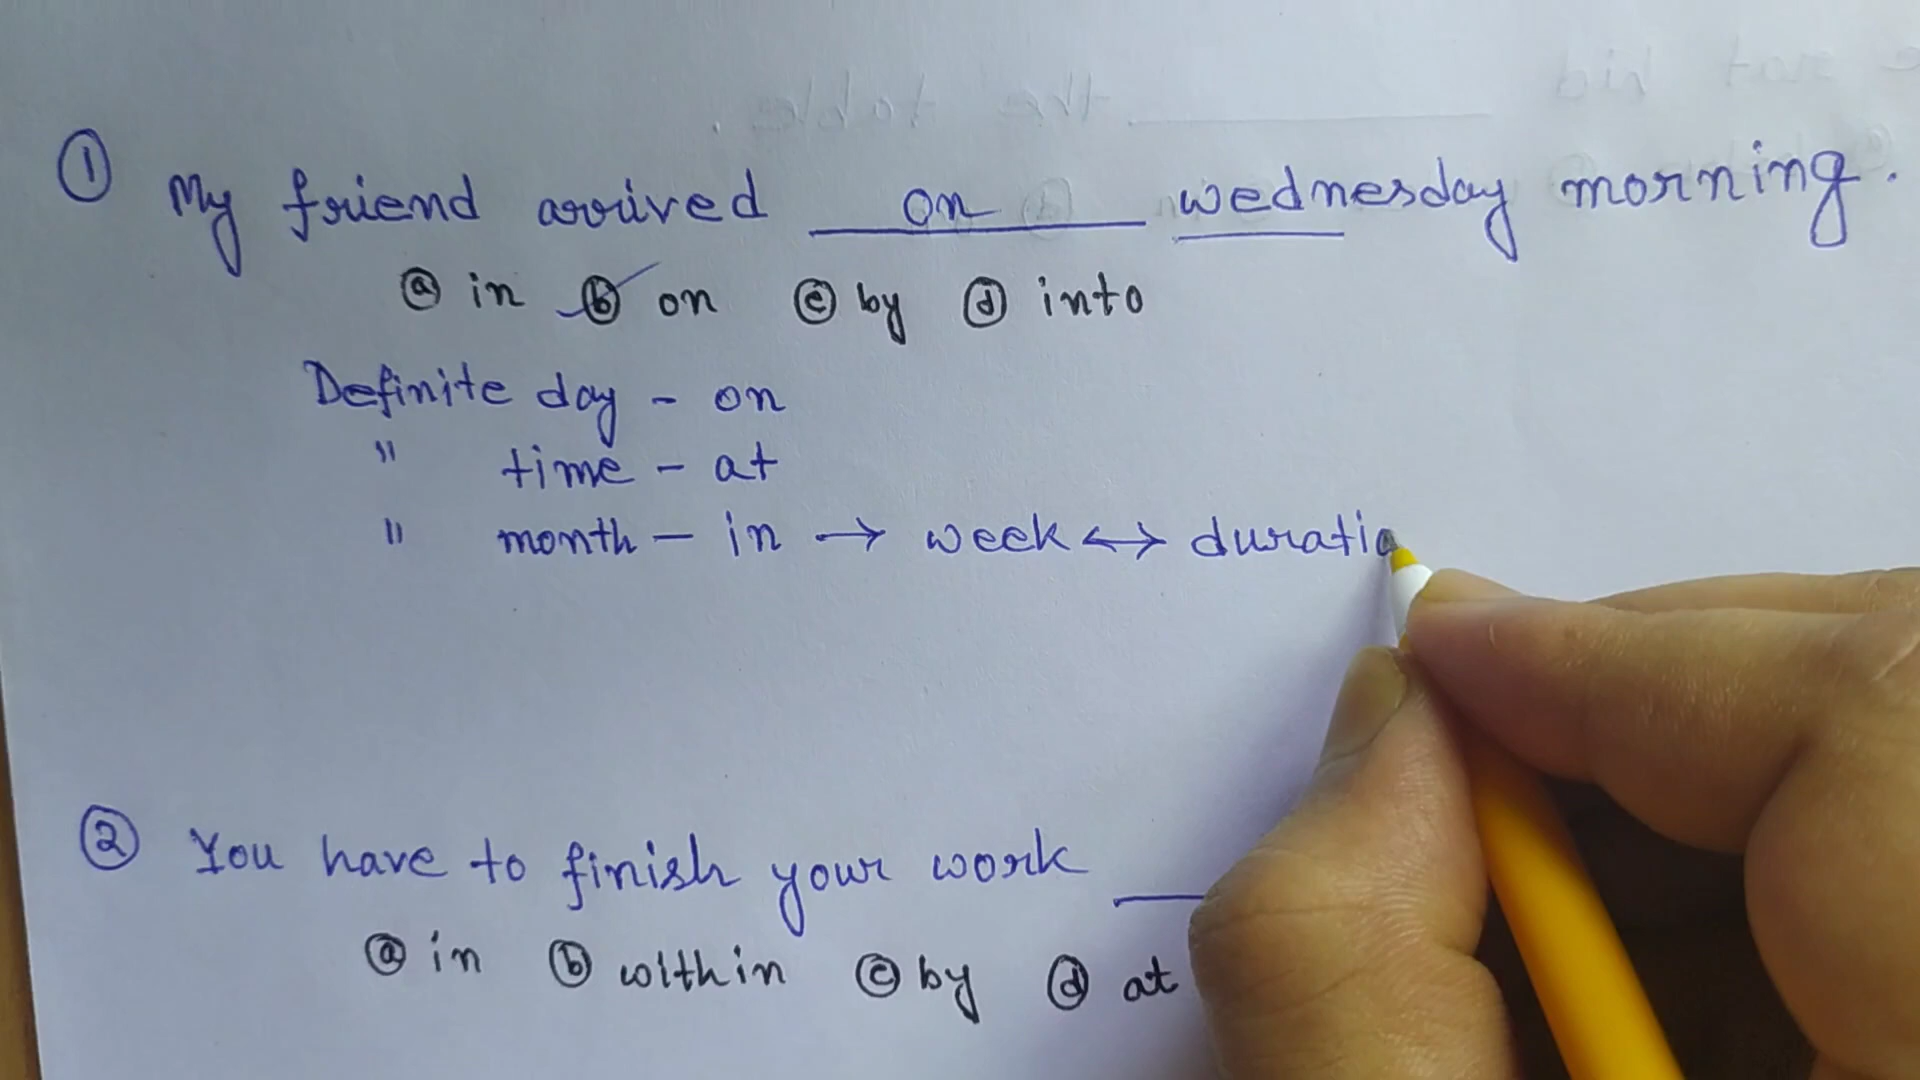 ① My friend arrived on wednesday morning.
ⓐ in ⓑ on ⓒ by ⓓ into
Definite day - on
" time - at
" month - in → week ↔ duratio
② You have to finish your work
ⓐ in ⓑ within ⓒ by ⓓ at